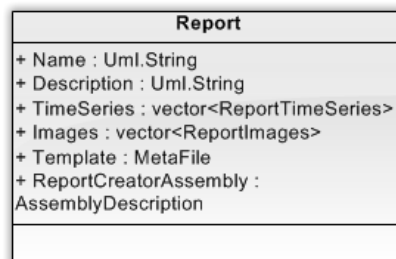 Report
+ Name : Uml.String
+ Description : Uml.String
+ TimeSeries : vector<ReportTimeSeries>
+ Images : vector<ReportImages>
+ Template : MetaFile
+ ReportCreatorAssembly :
AssemblyDescription